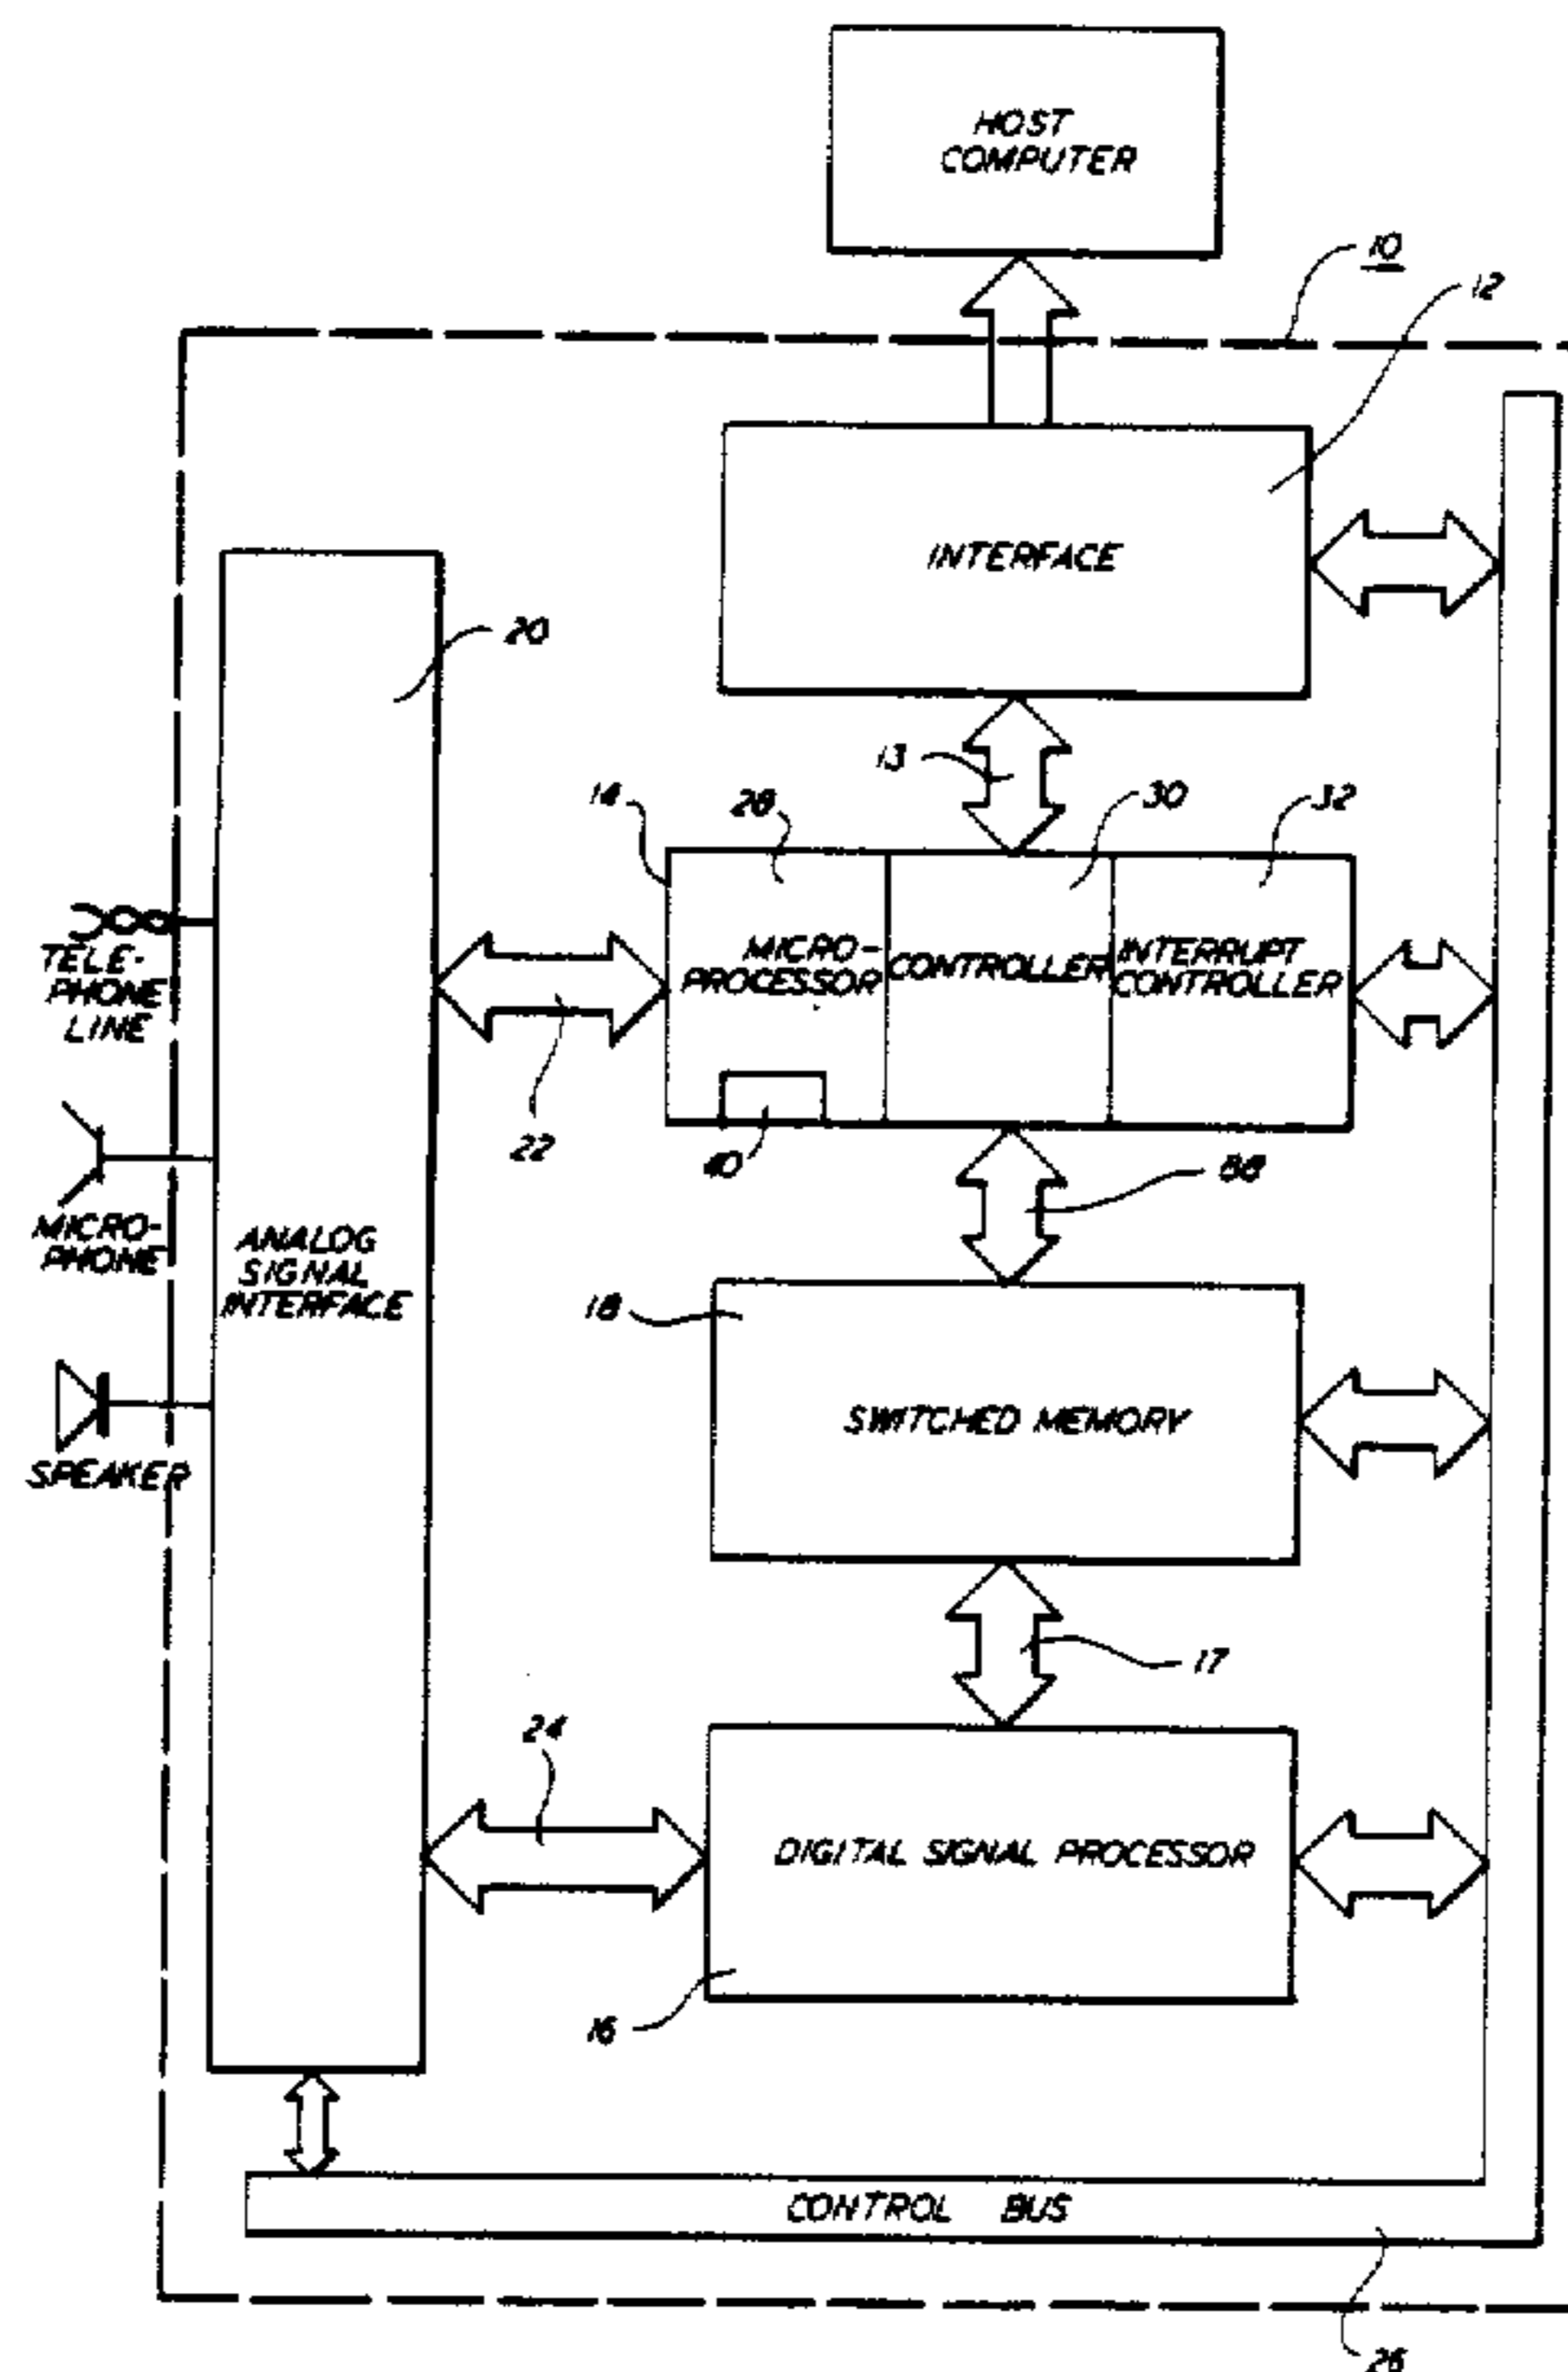 HOST
COMPUTER
10
12
INTERFACE
20
13
14
28
30
32
MICRO-
PROCESSOR
CONTROLLER
INTERRUPT
CONTROLLER
TELE-
PHONE
LINE
22
40
88
MICRO-
PHONE
ANALOG
SIGNAL
INTERFACE
18
SWITCHED MEMORY
SPEAKER
17
24
DIGITAL SIGNAL PROCESSOR
16
CONTROL BUS
26